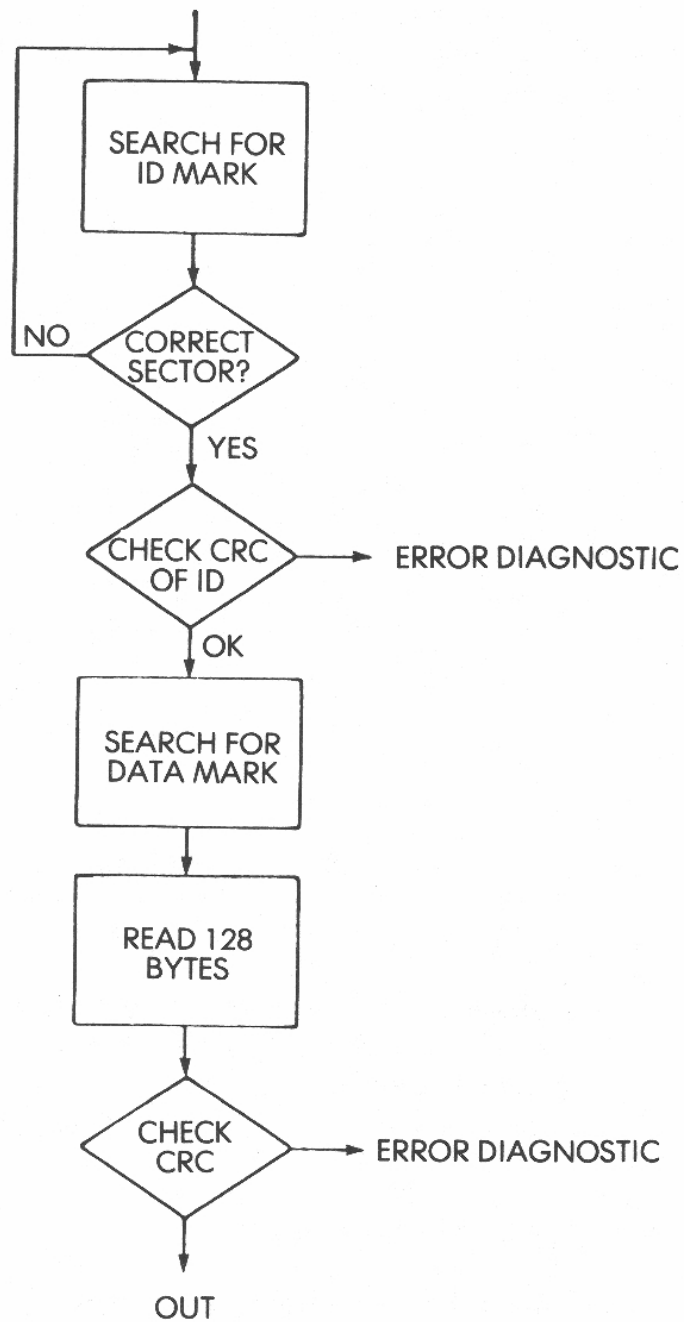 SEARCH FOR
ID MARK
NO
CORRECT
SECTOR?
YES
CHECK CRC
OF ID
ERROR DIAGNOSTIC
OK
SEARCH FOR
DATA MARK
READ 128
BYTES
CHECK
CRC
ERROR DIAGNOSTIC
OUT